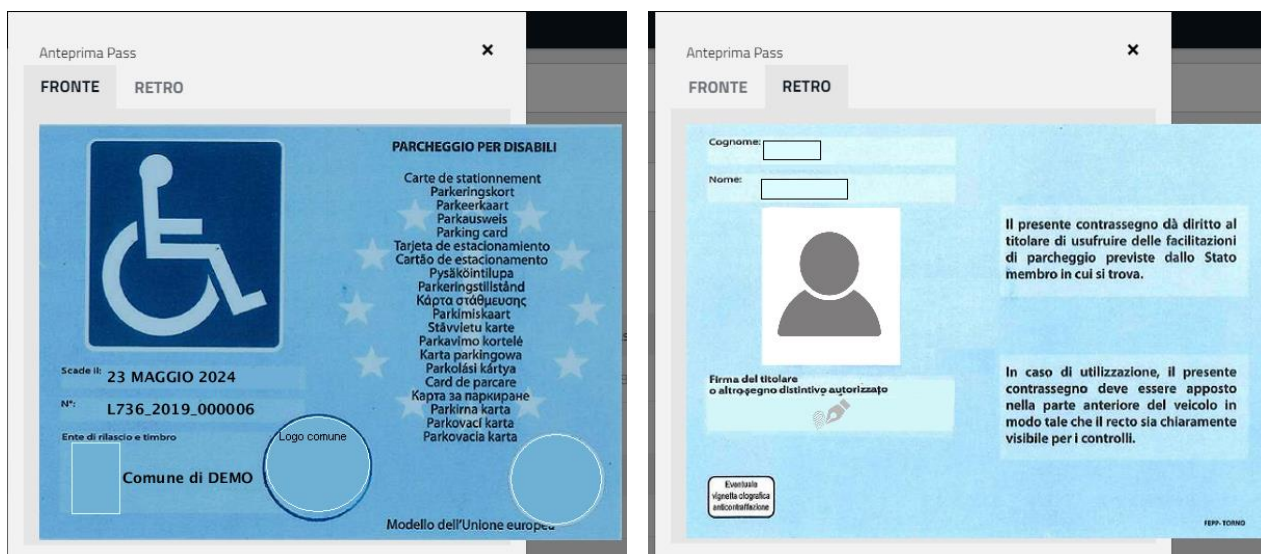 Anteprima Pass
×
FRONTE
RETRO
PARCHEGGIO PER DISABILI
Carte de stationnement
Parkeringskort
Parkeerkaart
Parkausweis
Parking card
Tarjeta de estacionamiento
Cartão de estacionamento
Pysäköintilupa
Parkeringstillstånd
Κάρτα στάθμευσης
Parkimiskaart
Stāvvietu karte
Parkavimo kortelė
Karta parkingowa
Parkolási kártya
Card de parcare
Карта за паркиране
Parkirna karta
Parkovací karta
Parkovacia karta
Scade il: 23 MAGGIO 2024
N°: L736_2019_000006
Ente di rilascio e timbro
Logo comune
Comune di DEMO
Modello dell'Unione europea
Anteprima Pass
×
FRONTE
RETRO
Cognome:
Nome:
Il presente contrassegno dà diritto al
titolare di usufruire delle facilitazioni
di parcheggio previste dallo Stato
membro in cui si trova.
Firma del titolare
o altro segno distintivo autorizzato
In caso di utilizzazione, il presente
contrassegno deve essere apposto
nella parte anteriore del veicolo in
modo tale che il recto sia chiaramente
visibile per i controlli.
Eventuale
vignetta ologrofica
anticontraffazione
FEPP- TORNO